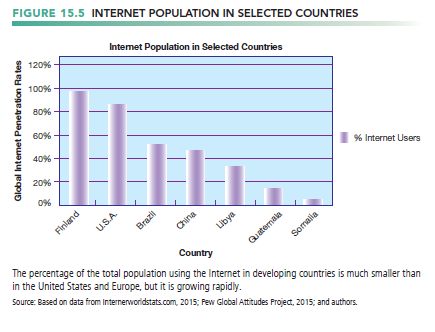 FIGURE 15.5 INTERNET POPULATION IN SELECTED COUNTRIES
Internet Population in Selected Countries
Global Internet Penetration Rates
120%
100%
80%
60%
40%
20%
0%
Finland
U.S.A.
Brazil
China
Libya
Guatemala
Somalia
% Internet Users
Country
The percentage of the total population using the Internet in developing countries is much smaller than
in the United States and Europe, but it is growing rapidly.
Source: Based on data from Internerworldstats.com, 2015; Pew Global Attitudes Project, 2015; and authors.